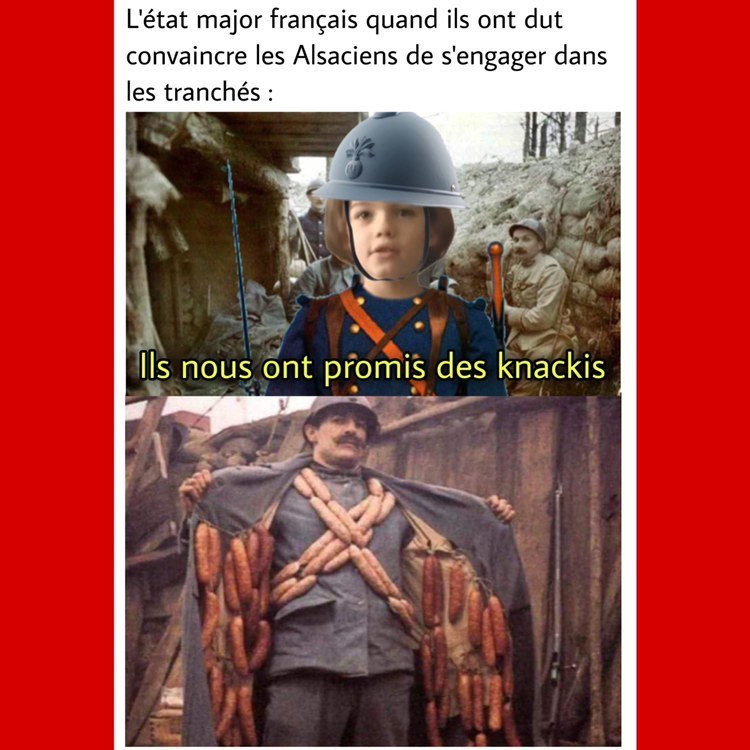 L'état major français quand ils ont dut
convaincre les Alsaciens de s'engager dans
les tranchés :
Ils nous ont promis des knackis